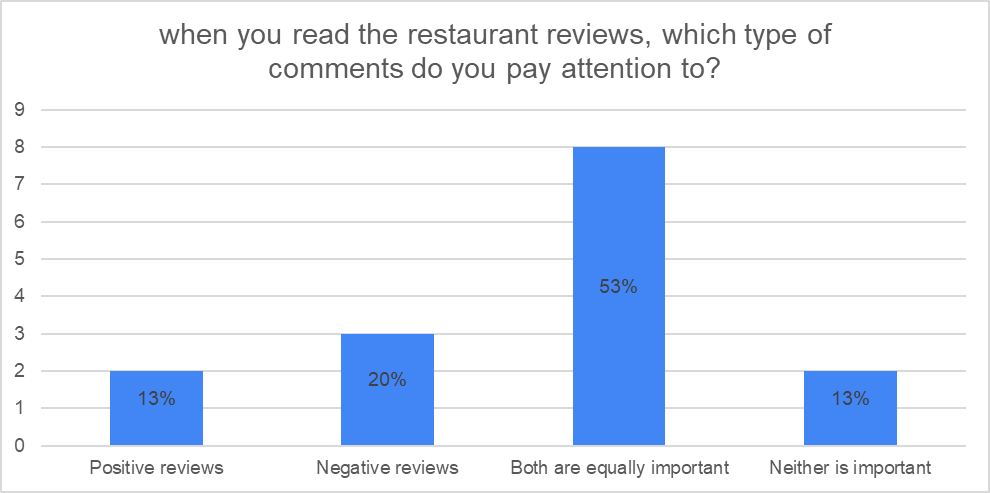 when you read the restaurant reviews, which type of
comments do you pay attention to?
9
8
7
6
5
4
3
2
1
0
13%
20%
53%
13%
Positive reviews
Negative reviews
Both are equally important
Neither is important